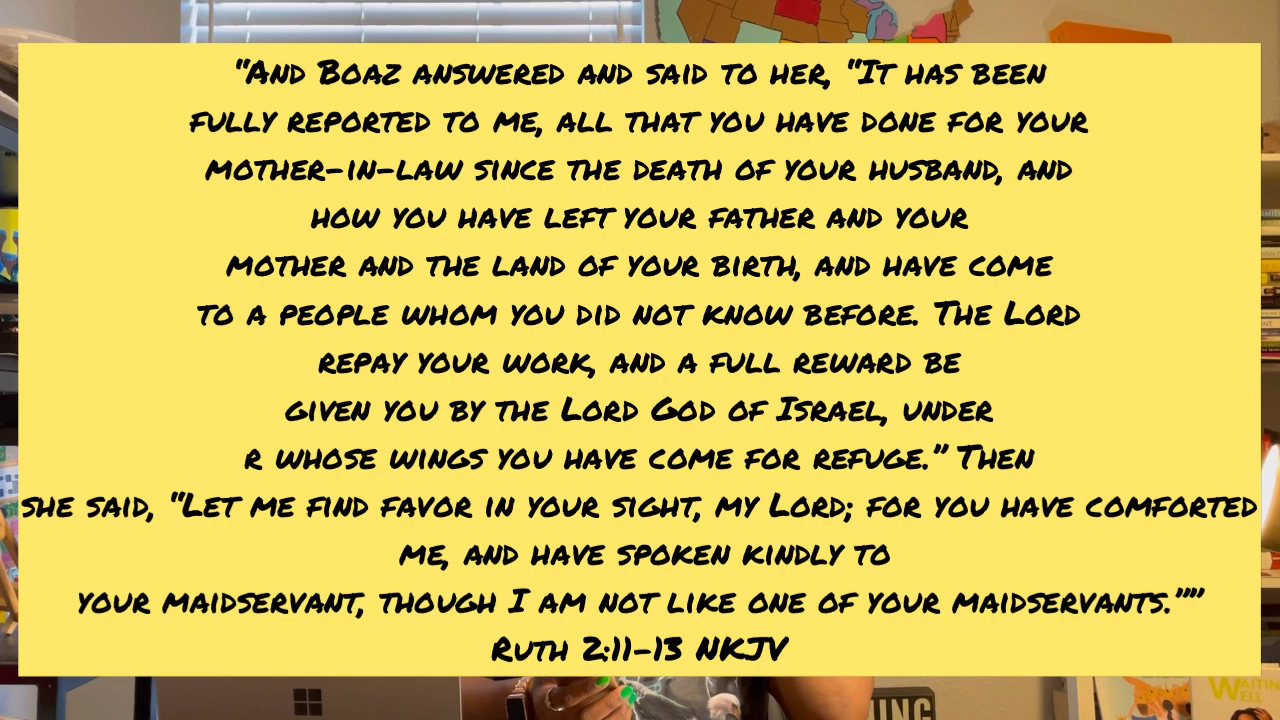 “And Boaz answered and said to her, “It has been
fully reported to me, all that you have done for your
mother-in-law since the death of your husband, and
how you have left your father and your
mother and the land of your birth, and have come
to a people whom you did not know before. The Lord
repay your work, and a full reward be
given you by the Lord God of Israel, under
r whose wings you have come for refuge.” Then
she said, “Let me find favor in your sight, my Lord; for you have comforted
me, and have spoken kindly to
your maidservant, though I am not like one of your maidservants.”””
Ruth 2:11-13 NKJV
WAITIN
WELL